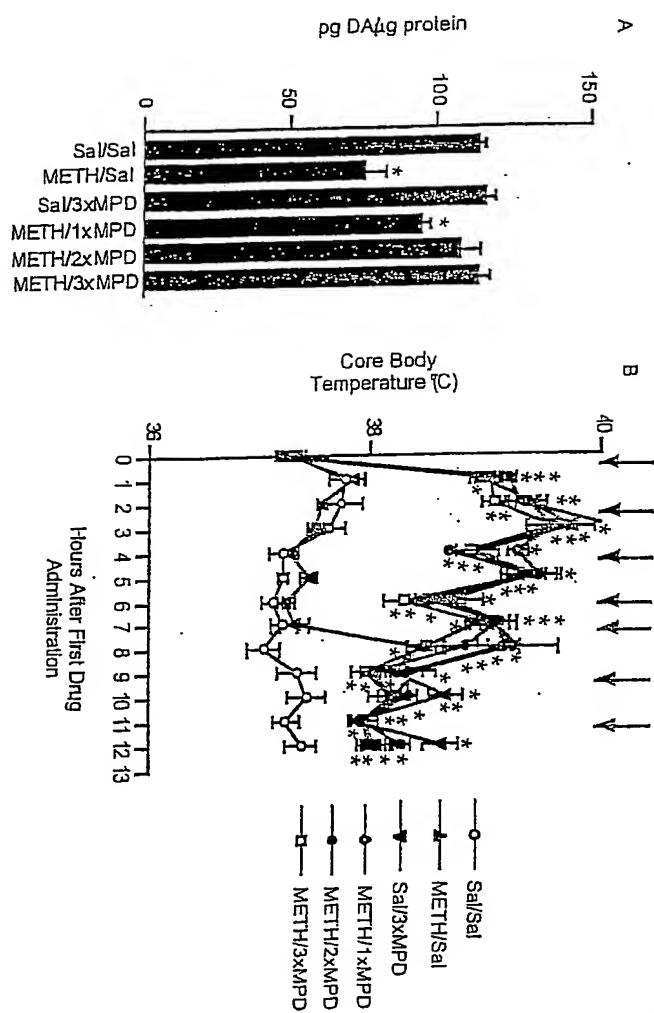 A
pg DA/µg protein
150
100
50
0
Sal/Sal
METH/Sal
Sal/3xMPD
METH/1xMPD
METH/2xMPD
METH/3xMPD
*
*
B
Core Body
Temperature (°C)
40
38
36
0 1 2 3 4 5 6 7 8 9 10 11 12 13
Hours After First Drug
Administration
Sal/Sal
METH/Sal
Sal/3xMPD
METH/1xMPD
METH/2xMPD
METH/3xMPD